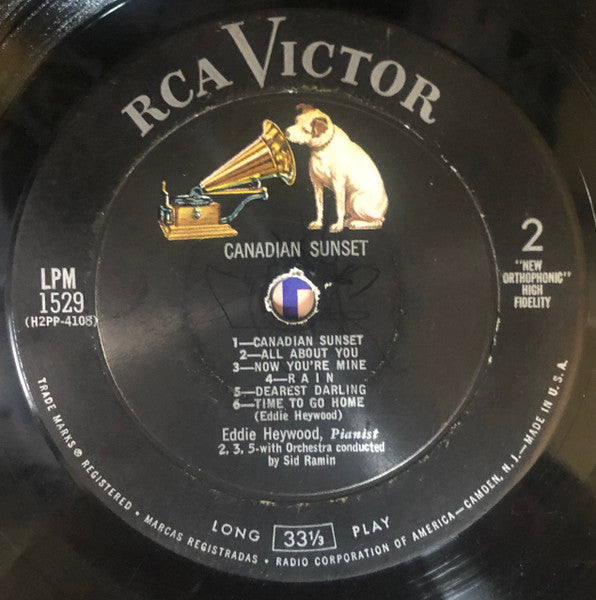 RCA VICTOR
CANADIAN SUNSET
LPM
1529
(H2PP-4108)
2
"NEW
ORTHOPHONIC"
HIGH
FIDELITY
1—CANADIAN SUNSET
2—ALL ABOUT YOU
3—NOW YOU'RE MINE
4—RAIN
5—DEAREST DARLING
6—TIME TO GO HOME
(Eddie Heywood)
Eddie Heywood, Pianist
2, 3, 5-with Orchestra conducted
by Sid Ramin
LONG 33⅓ PLAY
TRADE MARKS ® REGISTERED • MARCAS REGISTRADAS • RADIO CORPORATION OF AMERICA—CAMDEN, N. J.—MADE IN U. S. A.